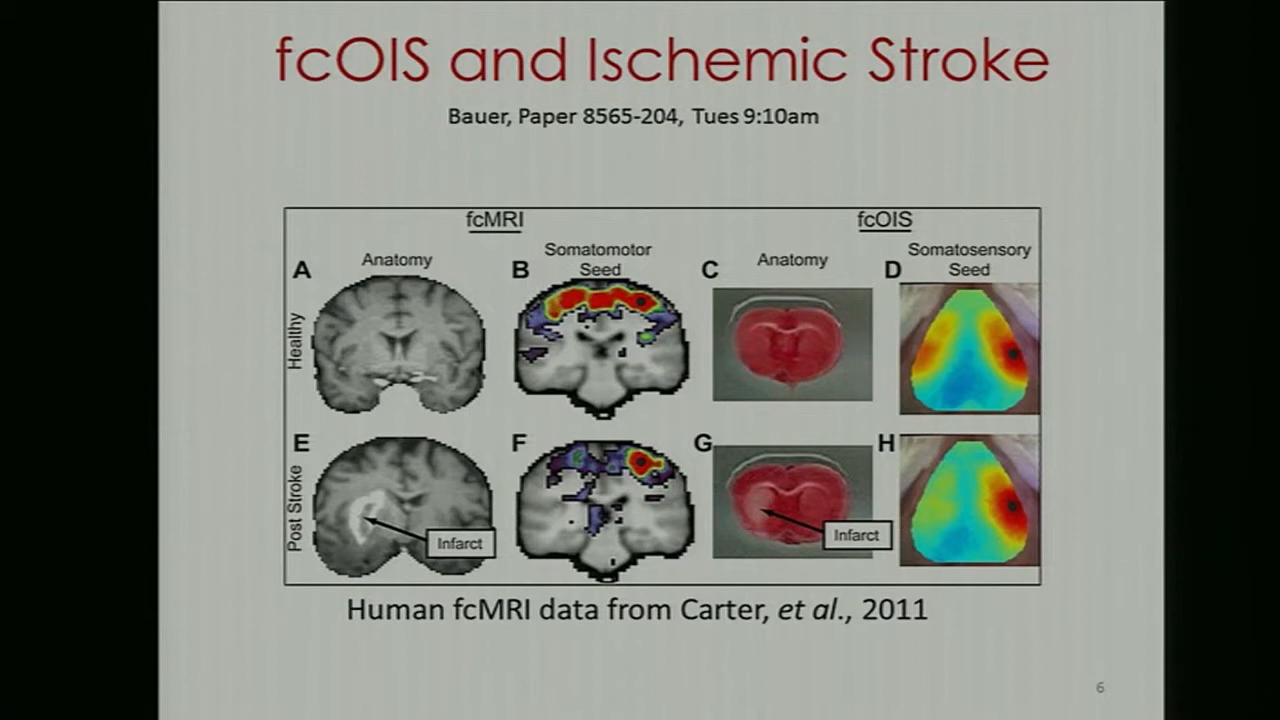 fcOIS and Ischemic Stroke
Bauer, Paper 8565-204, Tues 9:10am
fcMRI
fcOIS
A
Anatomy
B
Somatomotor
Seed
C
Anatomy
D
Somatosensory
Seed
Healthy
E
F
G
H
Post Stroke
Infarct
Infarct
Human fcMRI data from Carter, et al., 2011
6